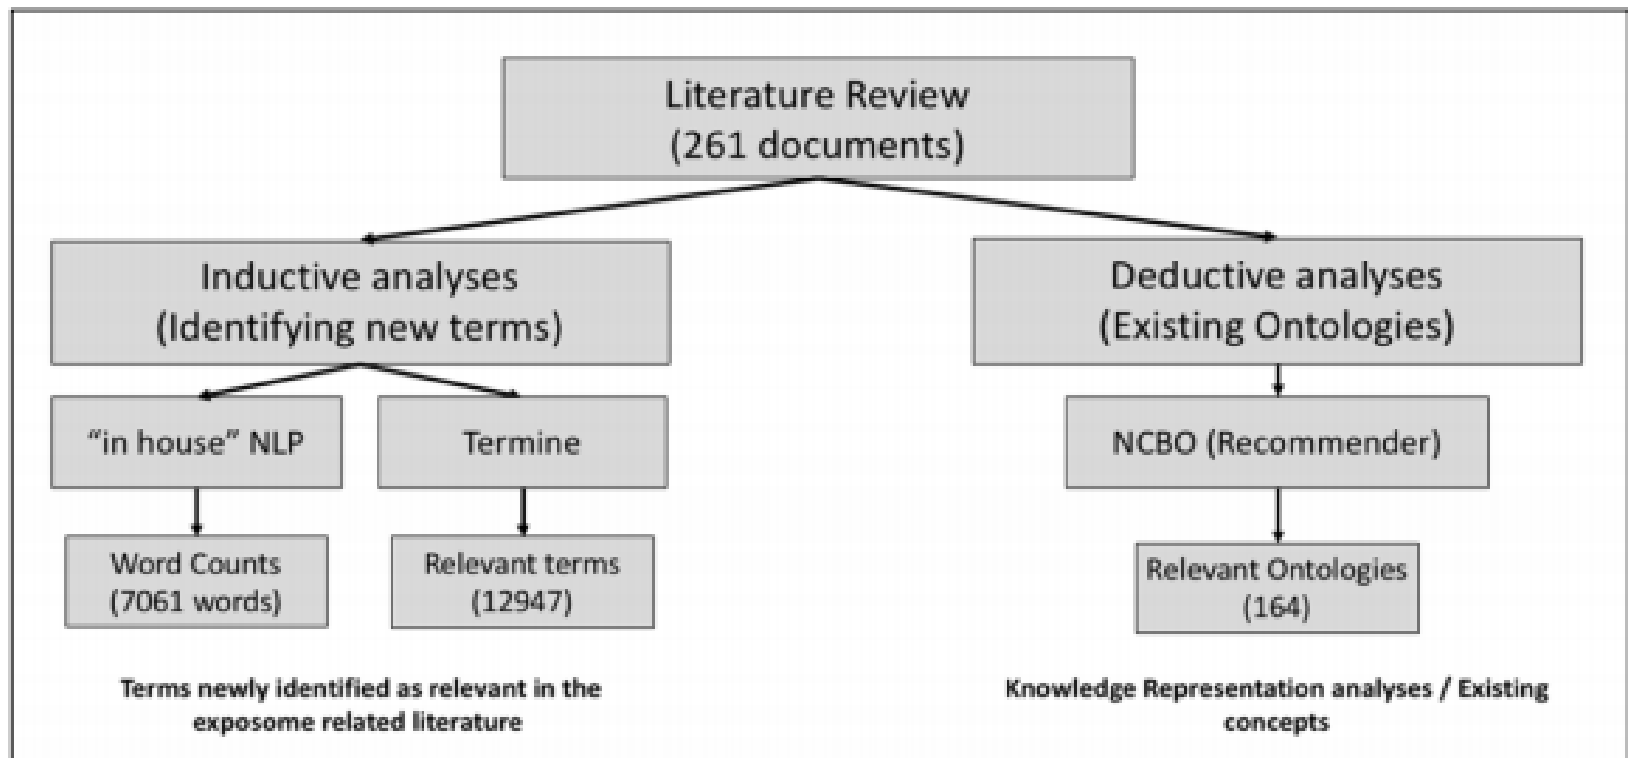 Literature Review
(261 documents)
Inductive analyses
(Identifying new terms)
Deductive analyses
(Existing Ontologies)
“in house” NLP
Termine
NCBO (Recommender)
Word Counts
(7061 words)
Relevant terms
(12947)
Relevant Ontologies
(164)
Terms newly identified as relevant in the
exposome related literature
Knowledge Representation analyses / Existing
concepts